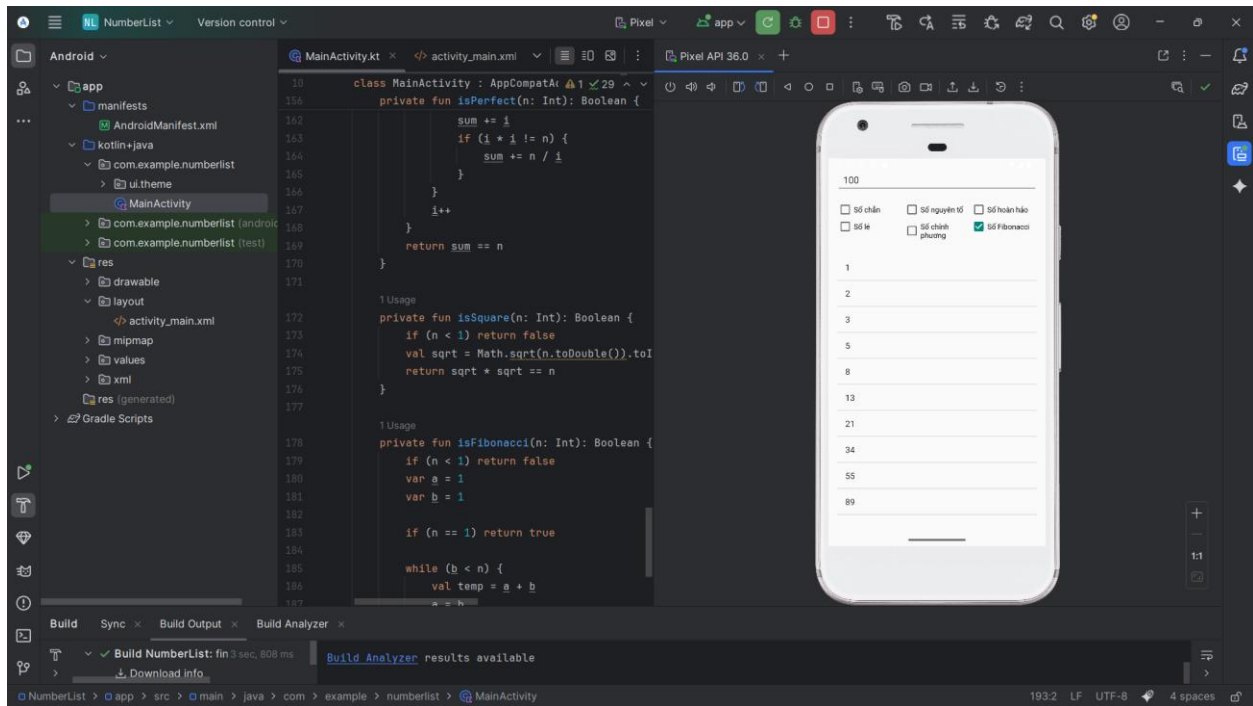 NL NumberList Version control Pixel app
Android
app
manifests
AndroidManifest.xml
kotlin+java
com.example.numberlist
ui.theme
MainActivity
com.example.numberlist (androic
com.example.numberlist (test)
res
drawable
layout
activity_main.xml
mipmap
values
xml
res (generated)
Gradle Scripts
MainActivity.kt activity_main.xml
1 29
10 class MainActivity : AppCompatAc
156 private fun isPerfect(n: Int): Boolean {
162 sum += i
163 if (i * i != n) {
164 sum += n / i
165 }
166 }
167 i++
168 }
169 return sum == n
170 }
171
1 Usage
172 private fun isSquare(n: Int): Boolean {
173 if (n < 1) return false
174 val sqrt = Math.sqrt(n.toDouble()).toI
175 return sqrt * sqrt == n
176 }
177
1 Usage
178 private fun isFibonacci(n: Int): Boolean {
179 if (n < 1) return false
180 var a = 1
181 var b = 1
182
183 if (n == 1) return true
184
185 while (b < n) {
186 val temp = a + b
187 a = b
Pixel API 36.0
100
Số chẵn Số nguyên tố Số hoàn hảo
Số lẻ Số chính phương Số Fibonacci
1
2
3
5
8
13
21
34
55
89
1:1
Build Sync Build Output Build Analyzer
Build NumberList: fin 3 sec, 808 ms
Download info
Build Analyzer results available
NumberList > app > src > main > java > com > example > numberlist > MainActivity
193:2 LF UTF-8 4 spaces